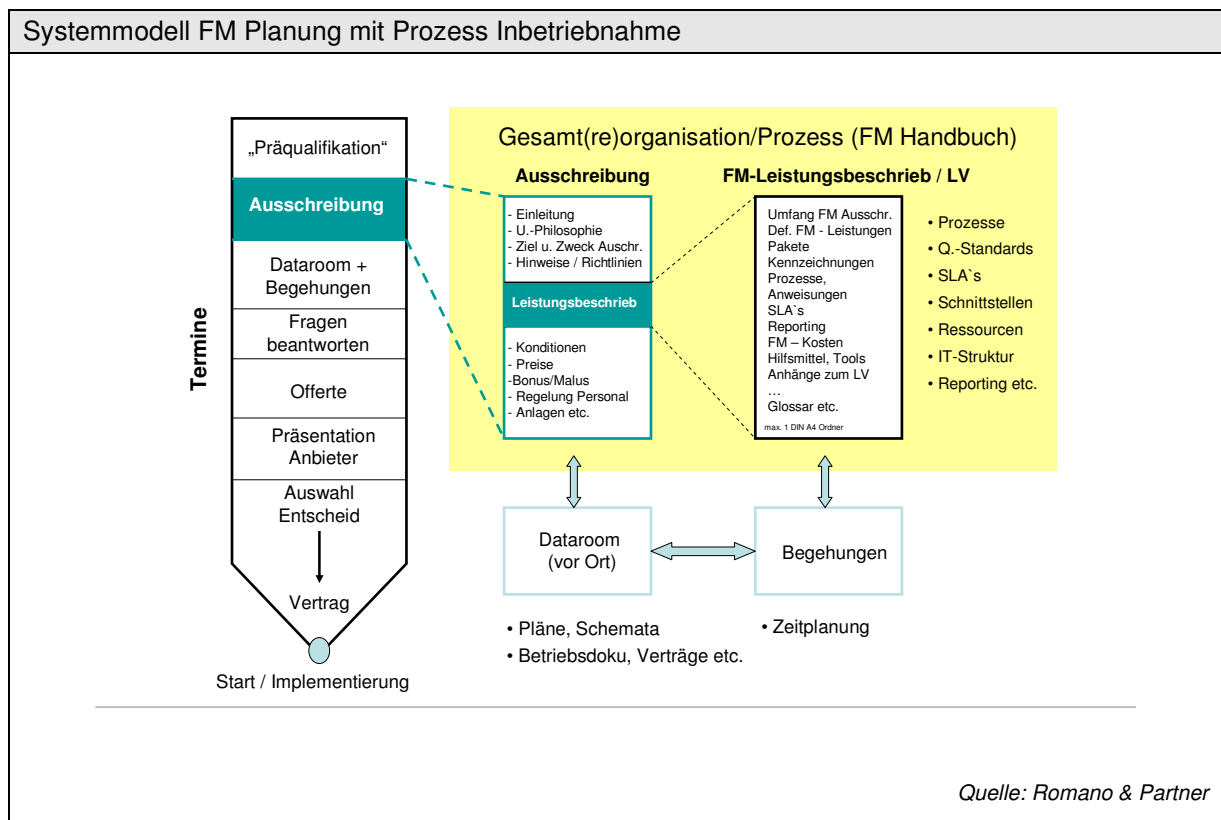 Systemmodell FM Planung mit Prozess Inbetriebnahme
Termine
„Präqualifikation“
Ausschreibung
Dataroom +
Begehungen
Fragen
beantworten
Offerte
Präsentation
Anbieter
Auswahl
Entscheid
Vertrag
Start / Implementierung
Gesamt(re)organisation/Prozess (FM Handbuch)
Ausschreibung
- Einleitung
- U.-Philosophie
- Ziel u. Zweck Auschr.
- Hinweise / Richtlinien
Leistungsbeschrieb
- Konditionen
- Preise
-Bonus/Malus
- Regelung Personal
- Anlagen etc.
FM-Leistungsbeschrieb / LV
Umfang FM Ausschr.
Def. FM - Leistungen
Pakete
Kennzeichnungen
Prozesse,
Anweisungen
SLA`s
Reporting
FM – Kosten
Hilfsmittel, Tools
Anhänge zum LV
…
Glossar etc.
max. 1 DIN A4 Ordner
• Prozesse
• Q.-Standards
• SLA`s
• Schnittstellen
• Ressourcen
• IT-Struktur
• Reporting etc.
Dataroom
(vor Ort)
Begehungen
• Pläne, Schemata
• Betriebsdoku, Verträge etc.
• Zeitplanung
Quelle: Romano & Partner